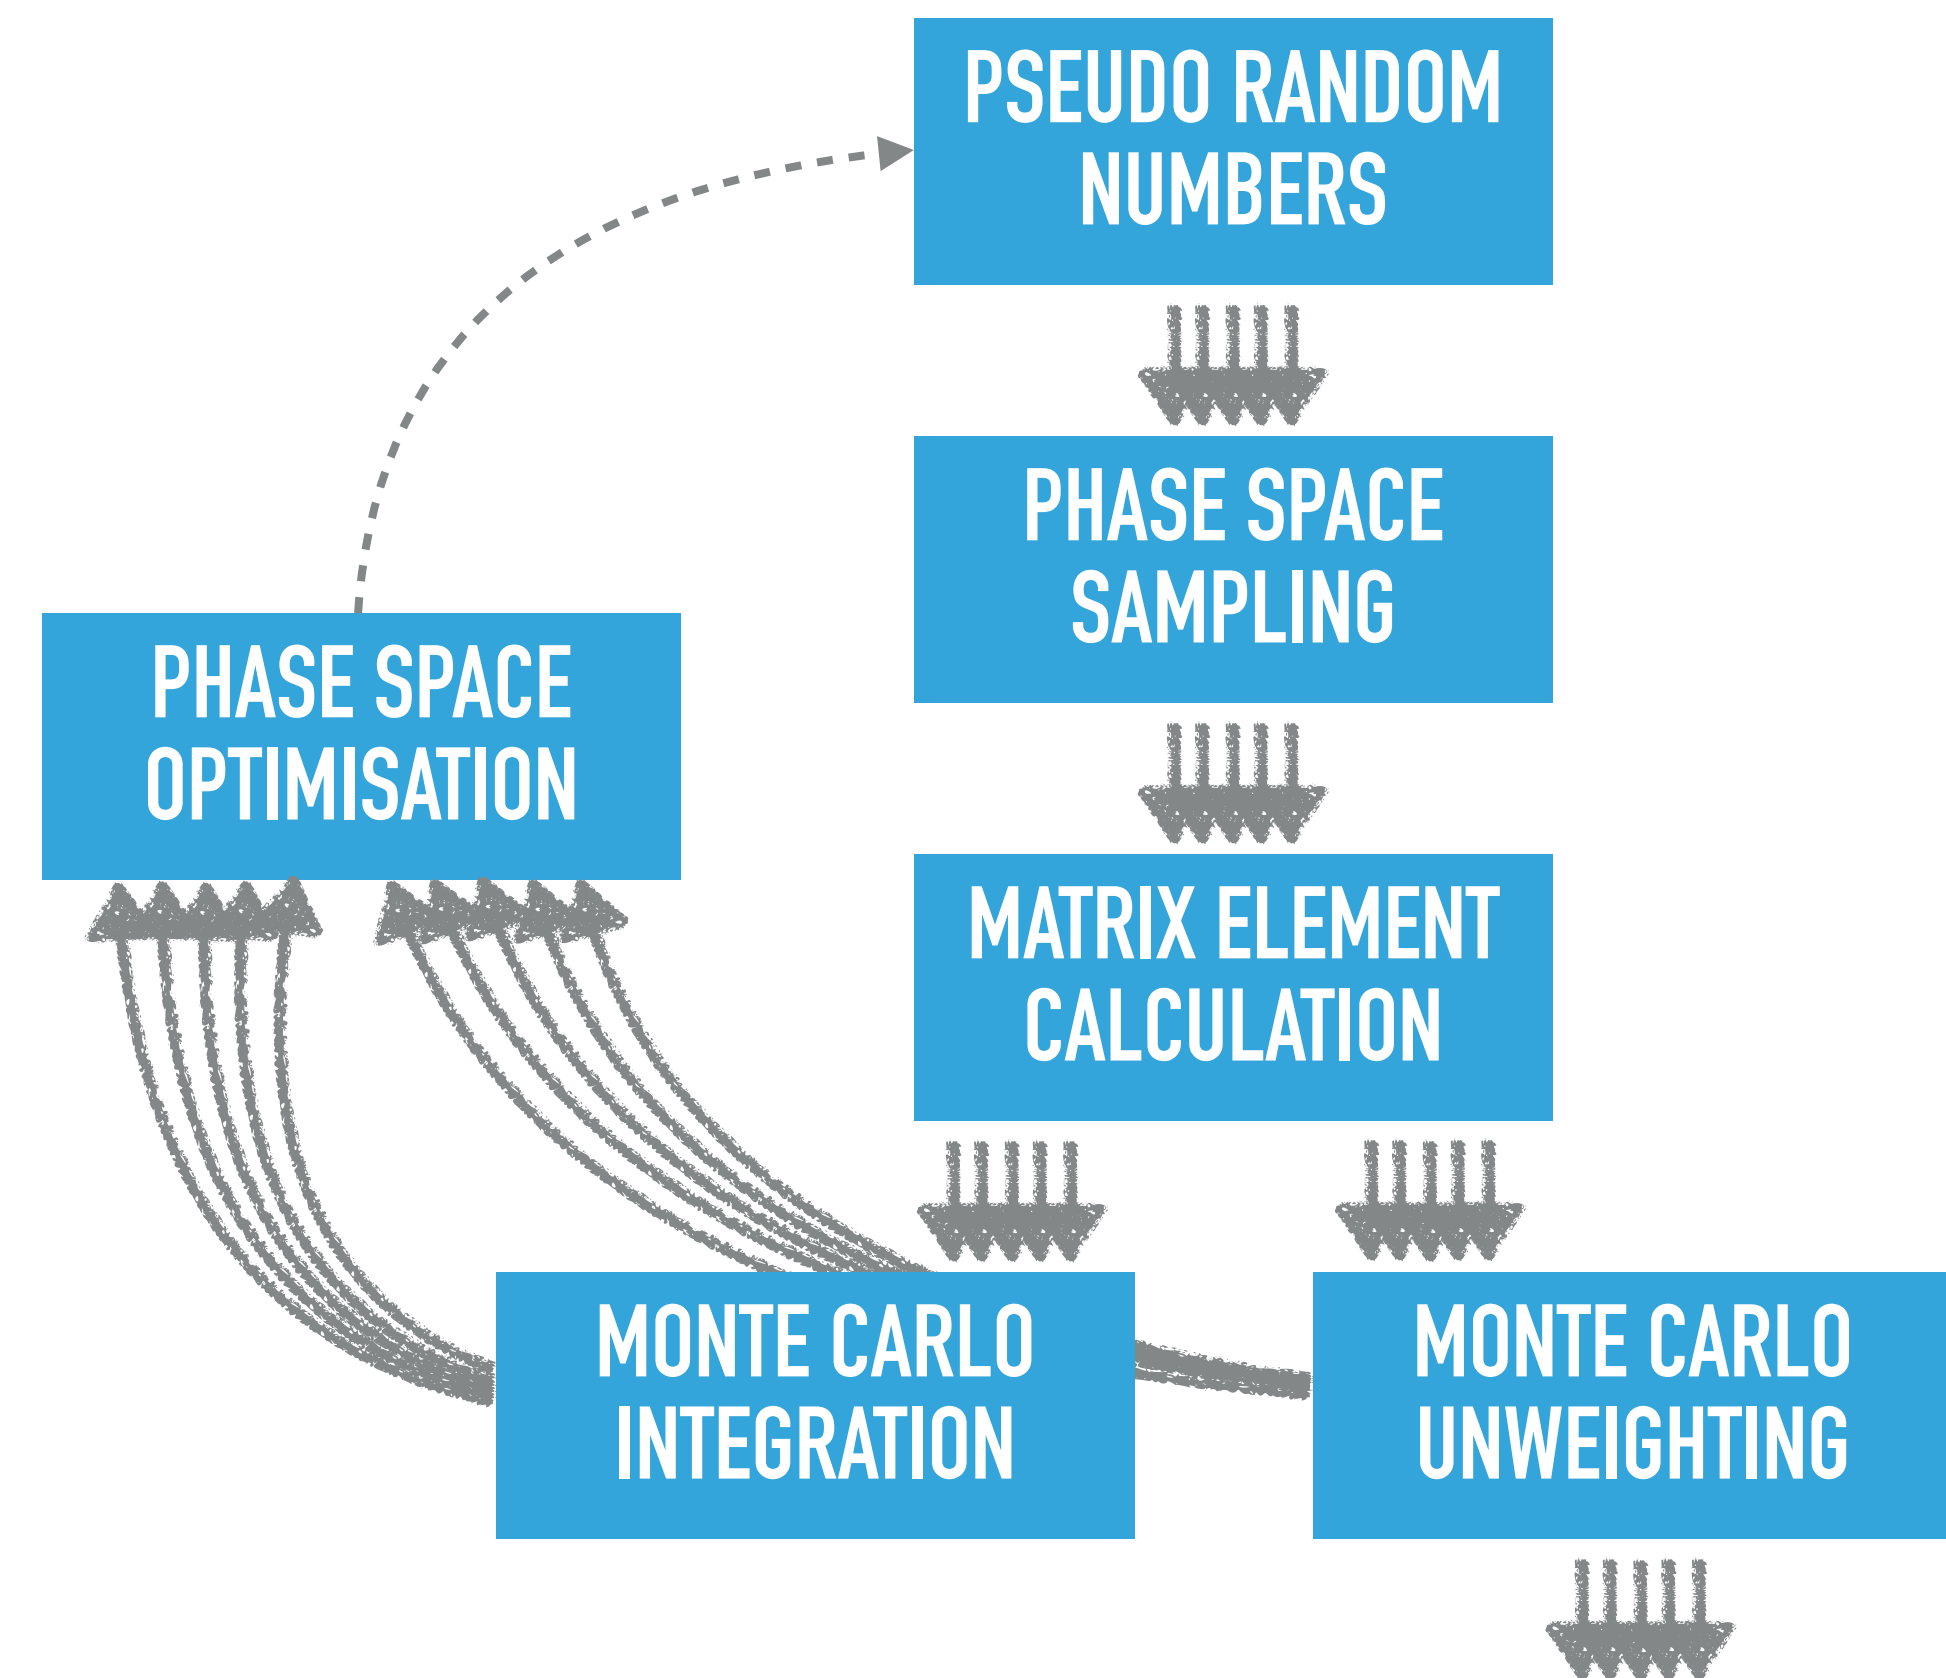 PSEUDO RANDOM
NUMBERS
PHASE SPACE
SAMPLING
PHASE SPACE
OPTIMISATION
MATRIX ELEMENT
CALCULATION
MONTE CARLO
INTEGRATION
MONTE CARLO
UNWEIGHTING